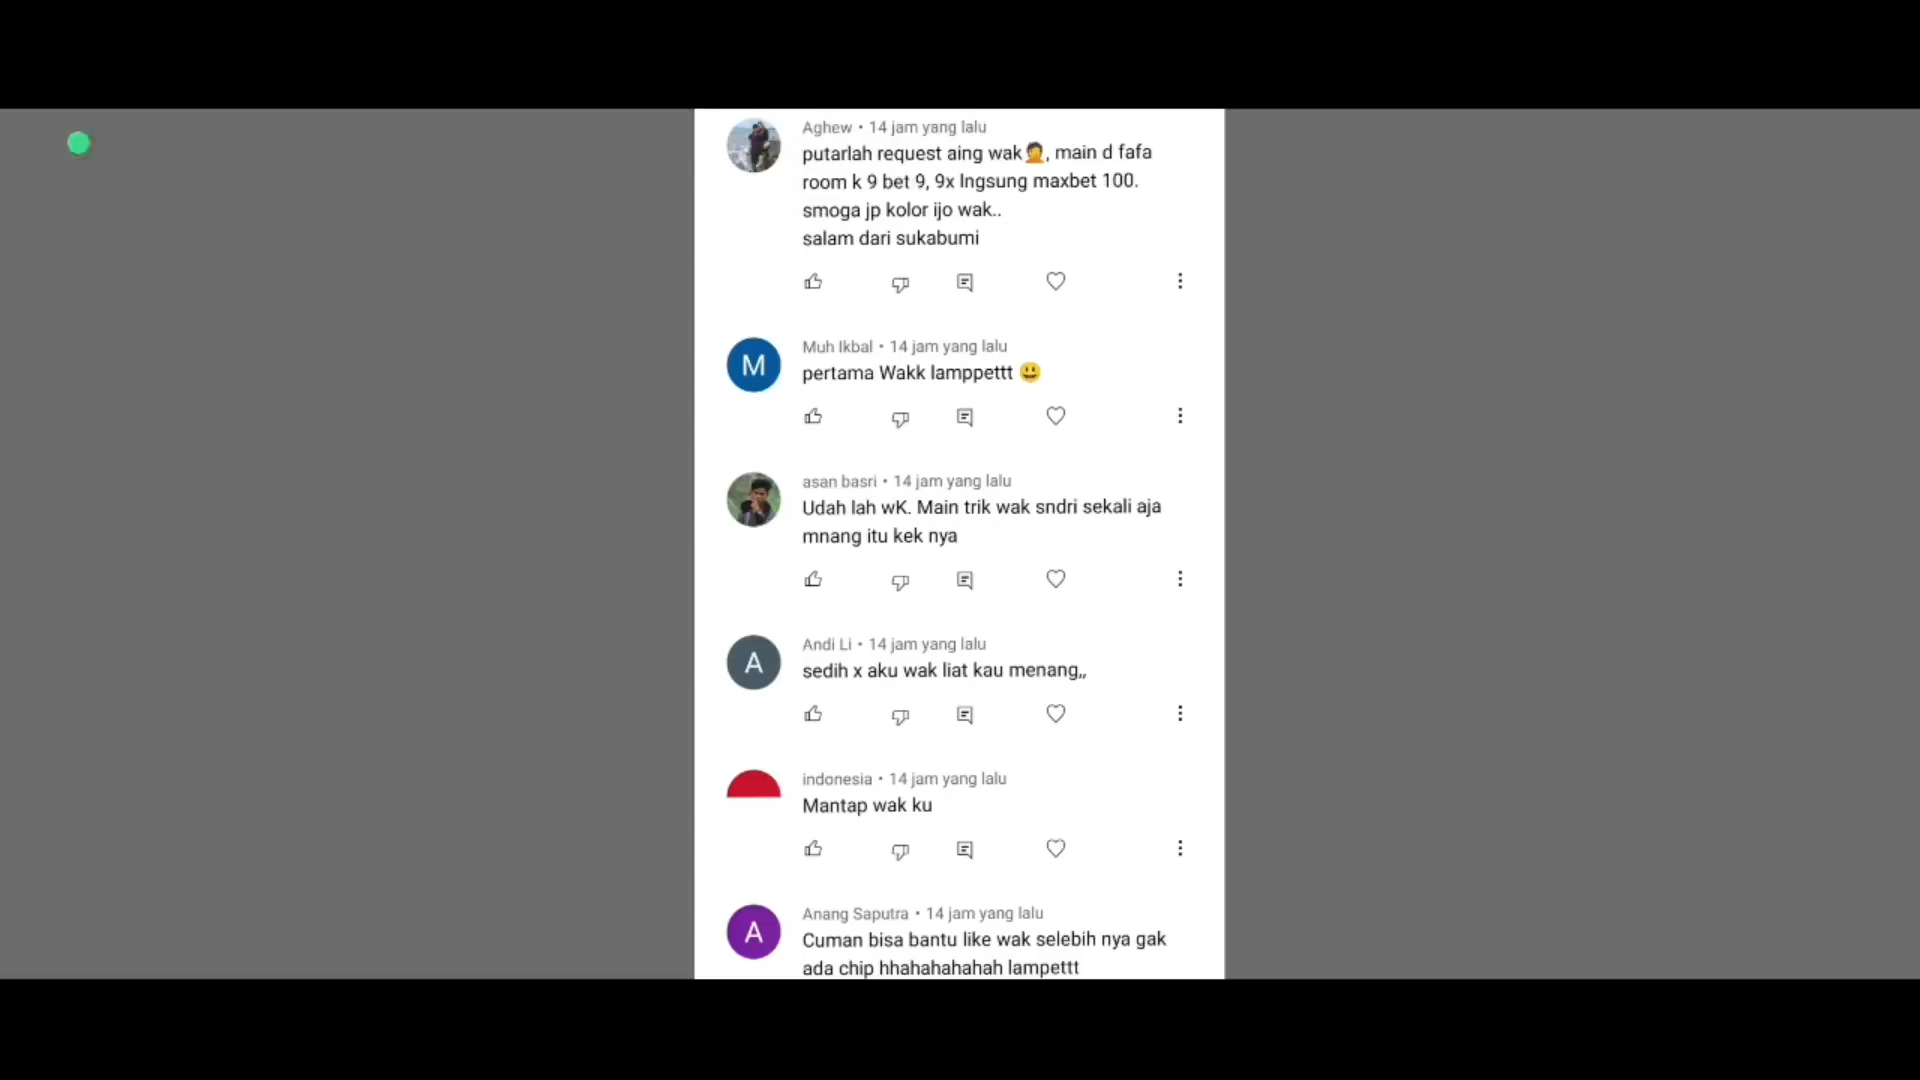 Aghew • 14 jam yang lalu
putarlah request aing wak🤦, main d fafa
room k 9 bet 9, 9x lngsung maxbet 100.
smoga jp kolor ijo wak..
salam dari sukabumi
M
Muh Ikbal • 14 jam yang lalu
pertama Wakk lamppettt 😃
asan basri • 14 jam yang lalu
Udah lah wK. Main trik wak sndri sekali aja
mnang itu kek nya
A
Andi Li • 14 jam yang lalu
sedih x aku wak liat kau menang,,
indonesia • 14 jam yang lalu
Mantap wak ku
A
Anang Saputra • 14 jam yang lalu
Cuman bisa bantu like wak selebih nya gak
ada chip hhahahahahah lampettt